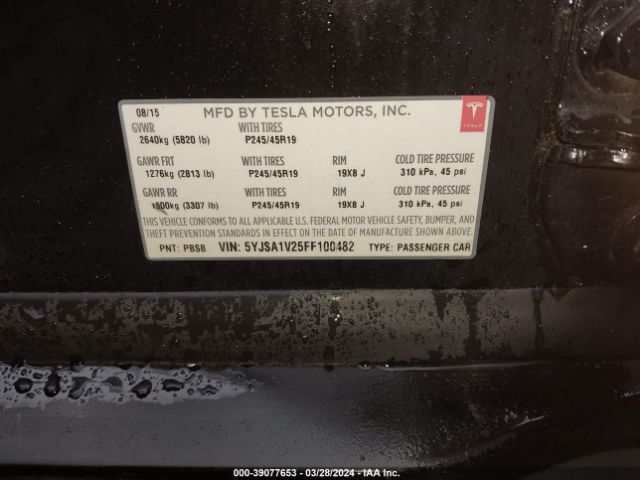 08/15 MFD BY TESLA MOTORS, INC.
TESLA
GVWR WITH TIRES
2640kg (5820 lb) P245/45R19
GAWR FRT WITH TIRES RIM COLD TIRE PRESSURE
1276kg (2813 lb) P245/45R19 19X8 J 310 kPa, 45 psi
GAWR RR WITH TIRES RIM COLD TIRE PRESSURE
1500kg (3307 lb) P245/45R19 19X8 J 310 kPa, 45 psi
THIS VEHICLE CONFORMS TO ALL APPLICABLE U.S. FEDERAL MOTOR VEHICLE SAFETY, BUMPER, AND
THEFT PREVENTION STANDARDS IN EFFECT ON THE DATE OF MANUFACTURE SHOWN ABOVE.
PNT: PBSB VIN: 5YJSA1V25FF100482 TYPE: PASSENGER CAR
000-39077653 - 03/28/2024 - IAA Inc.